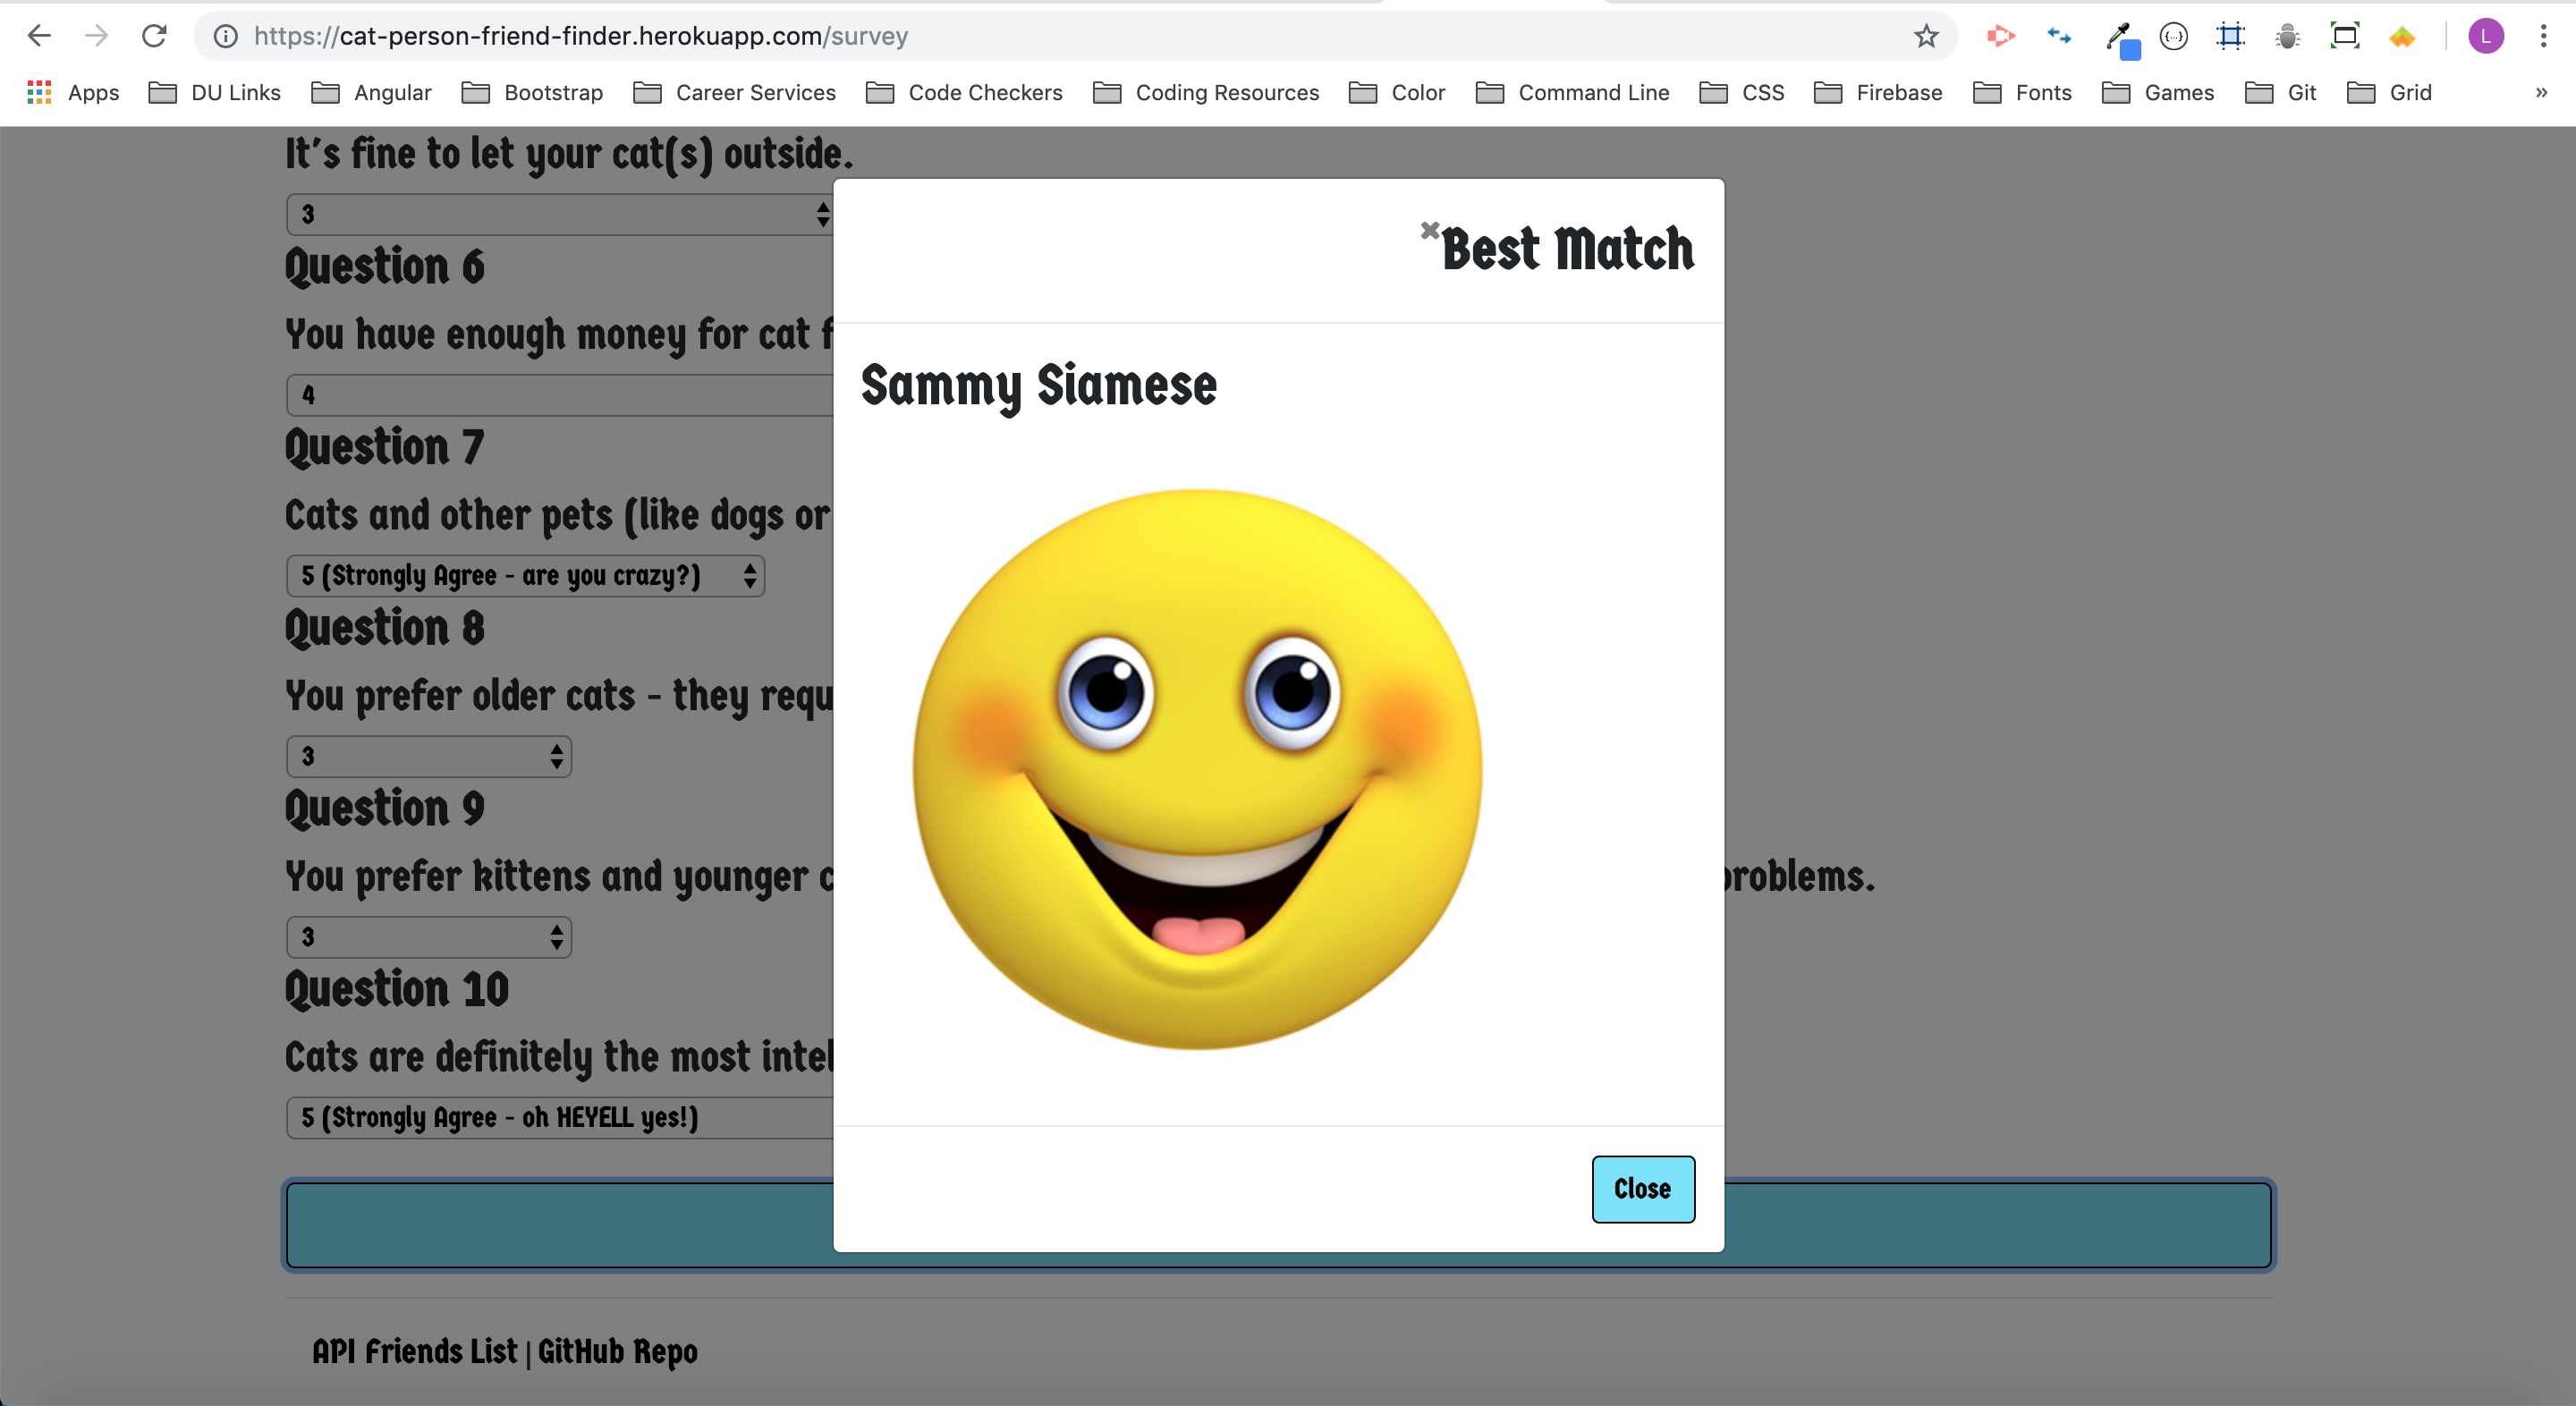 https://cat-person-friend-finder.herokuapp.com/survey
L
Apps DU Links Angular Bootstrap Career Services Code Checkers Coding Resources Color Command Line CSS Firebase Fonts Games Git Grid »
It's fine to let your cat(s) outside.
3
Question 6
You have enough money for cat
4
Question 7
Cats and other pets (like dogs or
5 (Strongly Agree - are you crazy?)
Question 8
You prefer older cats - they
3
Question 9
You prefer kittens and younger
problems.
3
Question 10
Cats are definitely the most
5 (Strongly Agree - oh HEYELL yes!)
API Friends List | GitHub Repo
×
Best Match
Sammy Siamese
Close